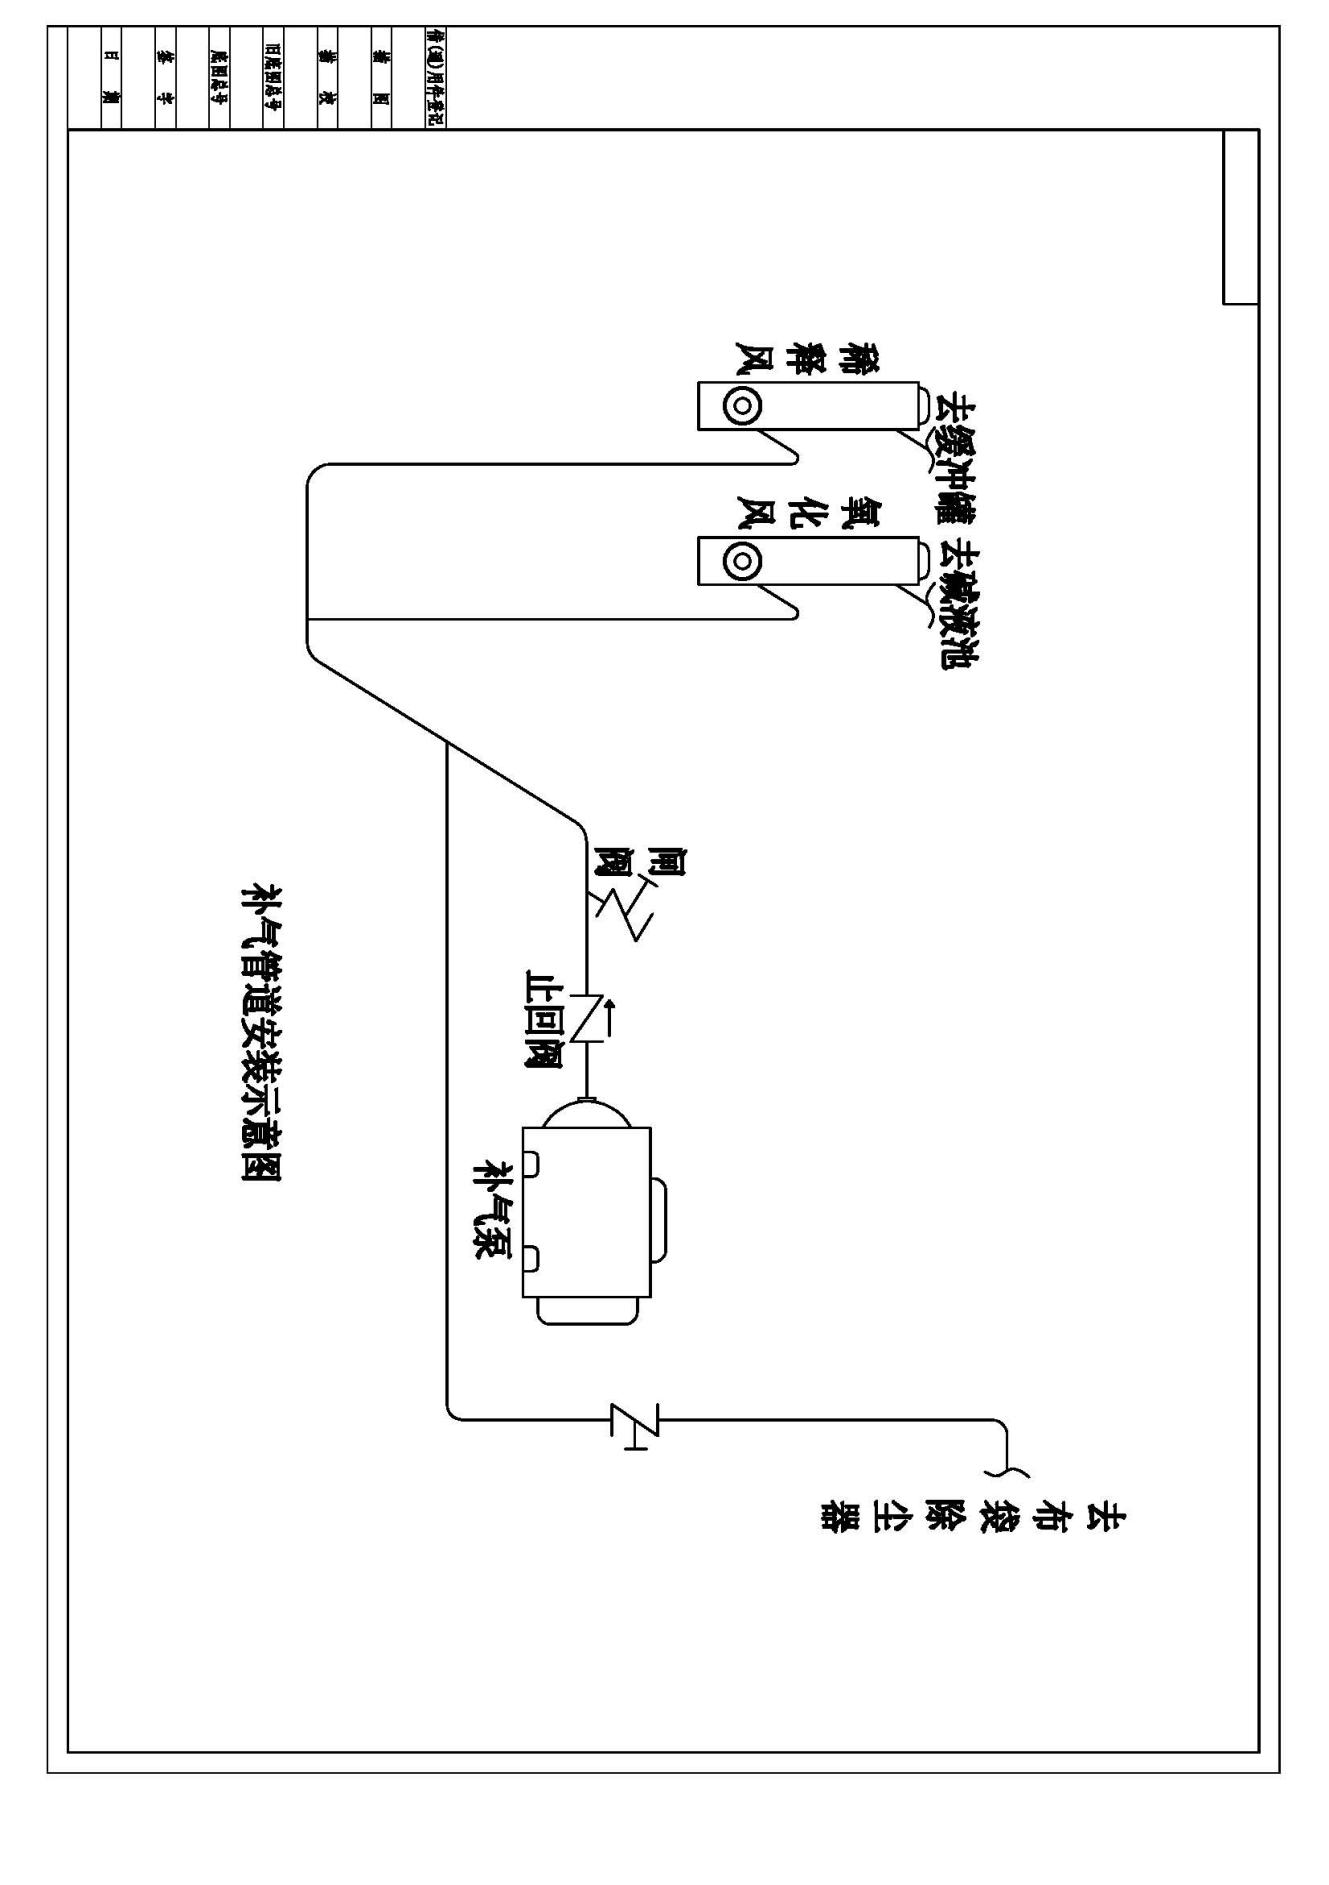 借(通)用件登记
描 图
描 校
旧底图总号
底图总号
签 字
日 期
稀释风
去缓冲罐
氧化风
去碱液池
闸阀
止回阀
补气泵
去布袋除尘器
补气管道安装示意图